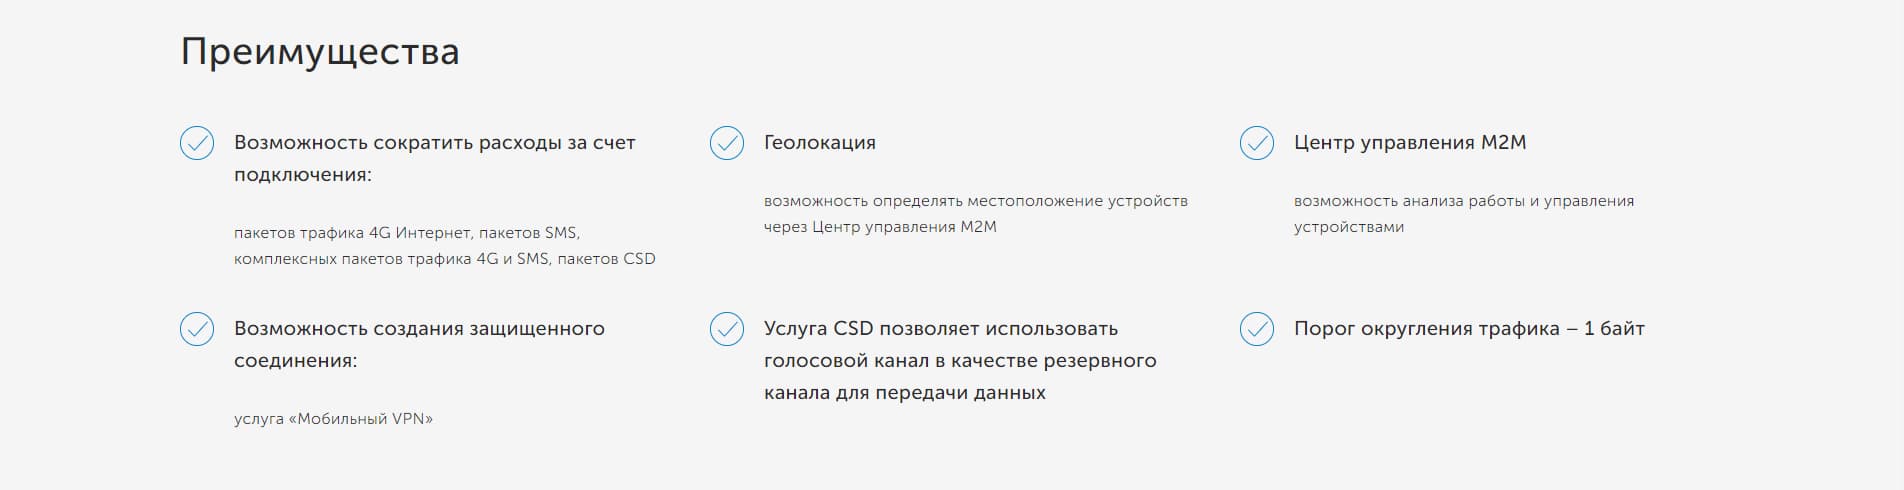 Преимущества
Возможность сократить расходы за счет
подключения:
пакетов трафика 4G Интернет, пакетов SMS,
комплексных пакетов трафика 4G и SMS, пакетов CSD
Геолокация
возможность определять местоположение устройств
через Центр управления M2M
Центр управления M2M
возможность анализа работы и управления
устройствами
Возможность создания защищенного
соединения:
услуга «Мобильный VPN»
Услуга CSD позволяет использовать
голосовой канал в качестве резервного
канала для передачи данных
Порог округления трафика – 1 байт